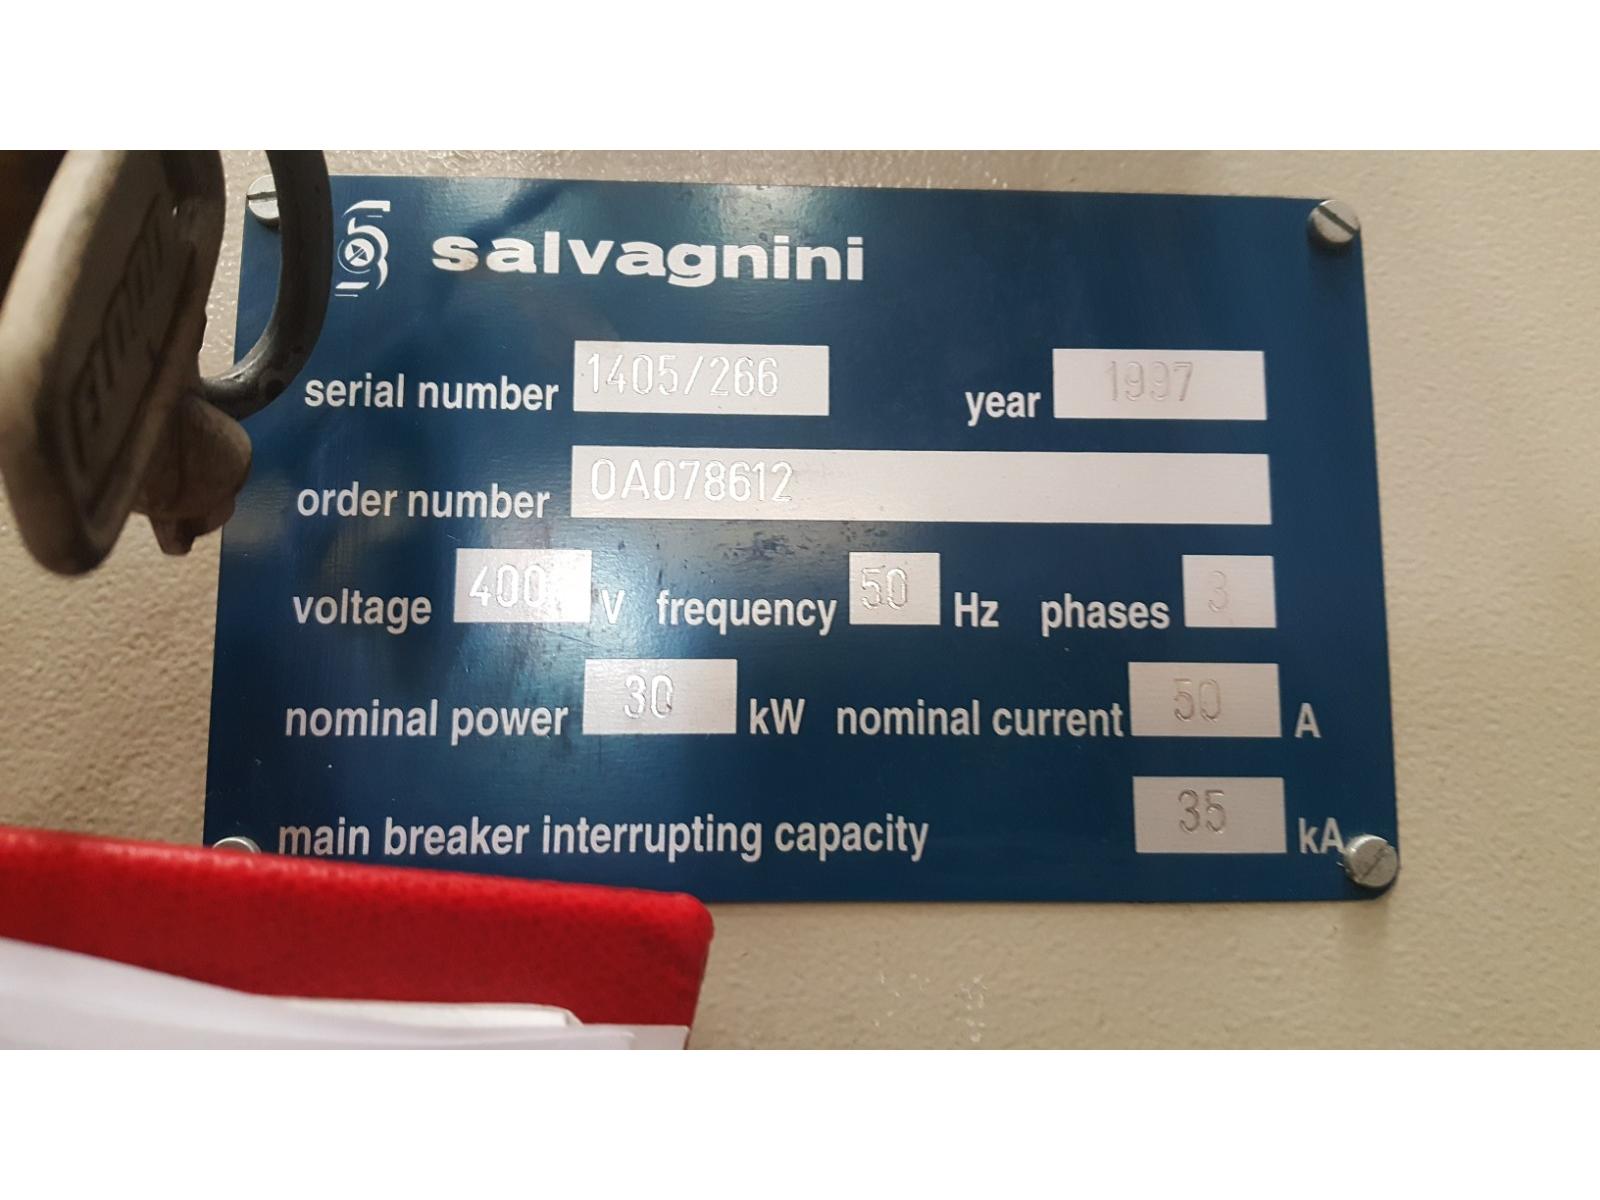 salvagnini
serial number 1405/266 year 1997
order number 0A078612
voltage 400 V frequency 50 Hz phases 3
nominal power 30 kW nominal current 50 A
main breaker interrupting capacity 35 kA